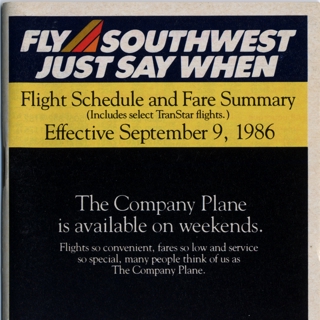 FLY SOUTHWEST
JUST SAY WHEN
Flight Schedule and Fare Summary
(Includes select TranStar flights.)
Effective September 9, 1986
The Company Plane
is available on weekends.
Flights so convenient, fares so low and service
so special, many people think of us as
The Company Plane.